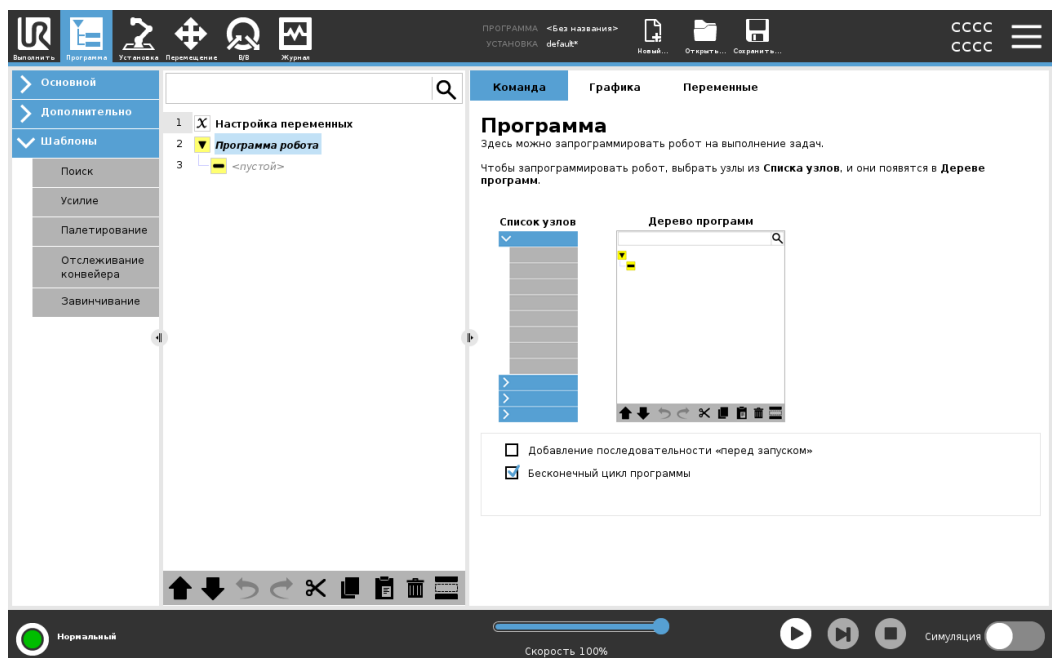 UR
ПРОГРАММА <Без названия>
УСТАНОВКА default*
Новый...
Открыть...
Сохранить...
CCCC
CCCC
Выполнить
Программа
Установка
Перемещение
В/В
Журнал
Основной
Дополнительно
Шаблоны
Поиск
Усилие
Палетирование
Отслеживание
конвейера
Завинчивание
1 X Настройка переменных
2 Программа робота
3 <пустой>
Команда
Графика
Переменные
Программа
Здесь можно запрограммировать робот на выполнение задач.
Чтобы запрограммировать робот, выбрать узлы из Списка узлов, и они появятся в Дереве
программ.
Список узлов
Дерево программ
Добавление последовательности «перед запуском»
Бесконечный цикл программы
Нормальный
Скорость 100%
Симуляция